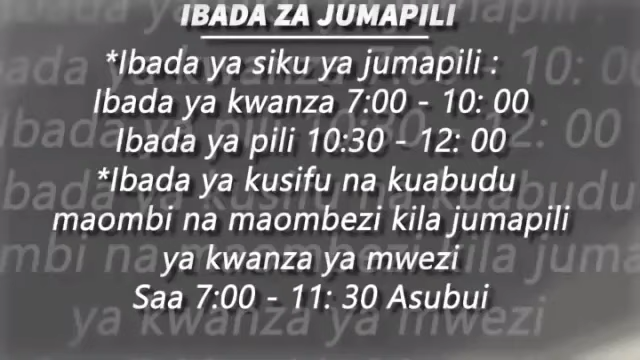 IBADA ZA JUMAPILI
*Ibada ya siku ya jumapili :
Ibada ya kwanza 7:00 - 10: 00
Ibada ya pili 10:30 - 12: 00
*Ibada ya kusifu na kuabudu
maombi na maombezi kila jumapili
ya kwanza ya mwezi
Saa 7:00 - 11: 30 Asubui